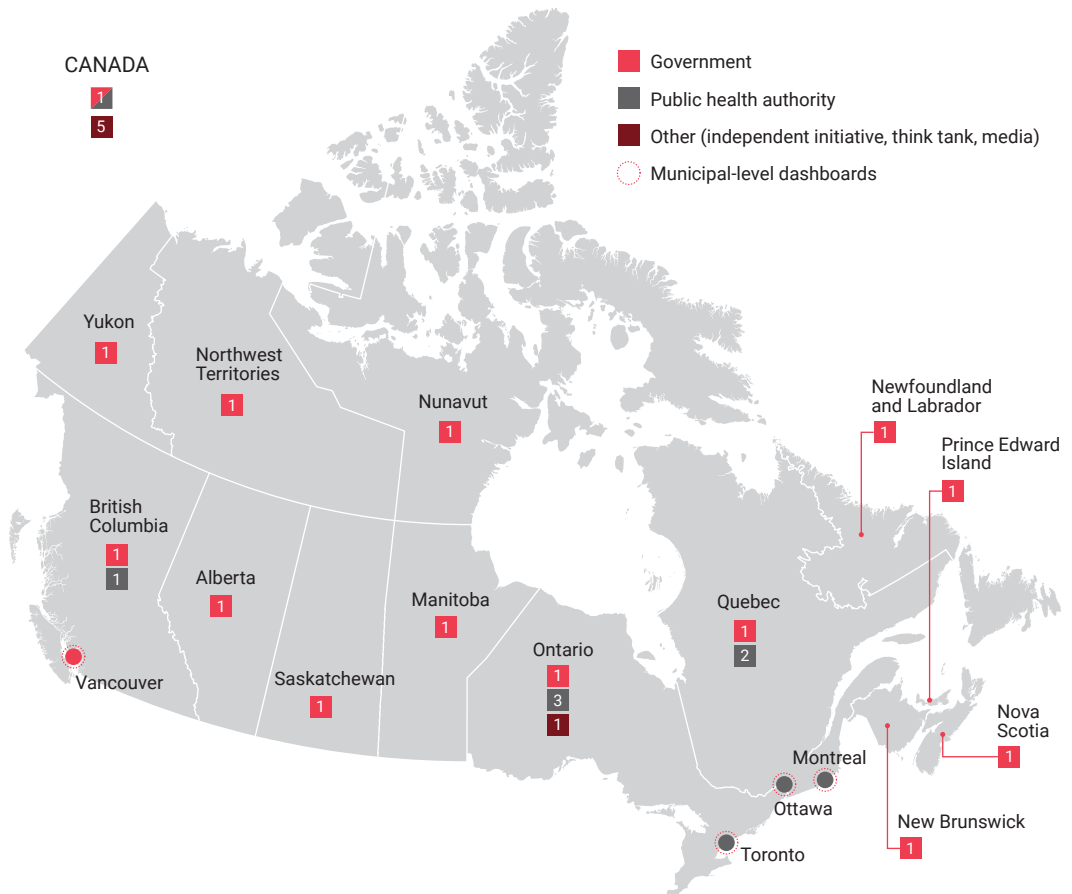 CANADA
1
5
Government
Public health authority
Other (independent initiative, think tank, media)
Municipal-level dashboards
Yukon
1
Northwest
Territories
1
Nunavut
1
Newfoundland
and Labrador
1
Prince Edward
Island
1
British
Columbia
1
1
Alberta
1
Manitoba
1
Quebec
1
2
Ontario
1
3
1
Saskatchewan
1
Vancouver
Nova
Scotia
1
Montreal
Ottawa
New Brunswick
1
Toronto